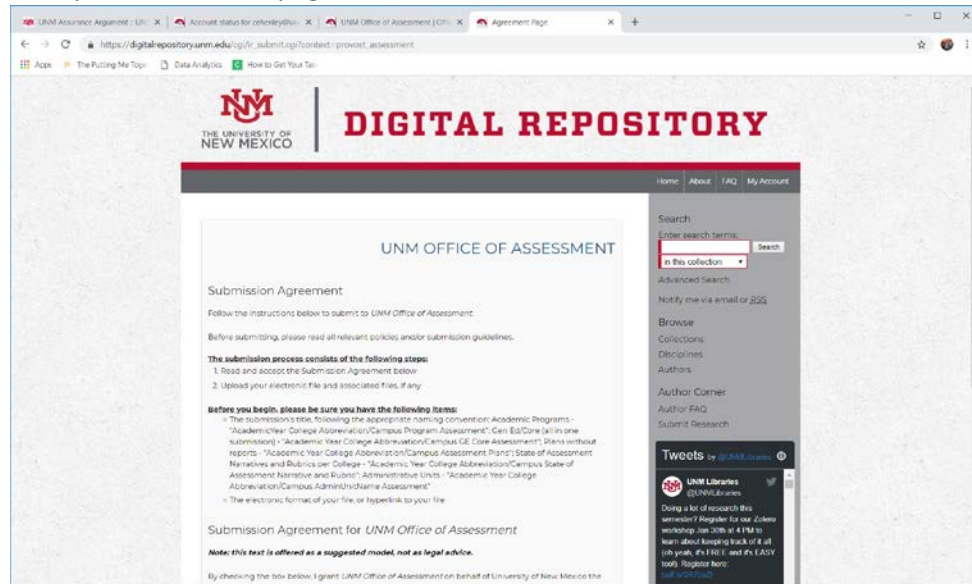 UNM Assurance Argument : UN
Account status for cehenley@un
UNM Office of Assessment | Offi
Agreement Page
https://digitalrepository.unm.edu/cgi/ir_submit.cgi?context=provost_assessment
Apps
The Putting Me Toge
Data Analytics
How to Get Your Tax
NM
THE UNIVERSITY OF
NEW MEXICO
DIGITAL REPOSITORY
Home About FAQ My Account
UNM OFFICE OF ASSESSMENT
Submission Agreement
Follow the instructions below to submit to UNM Office of Assessment.
Before submitting, please read all relevant policies and/or submission guidelines.
The submission process consists of the following steps:
1. Read and accept the Submission Agreement below
2. Upload your electronic file and associated files, if any
Before you begin, please be sure you have the following items:
The submission's title, following the appropriate naming convention: Academic Programs -
"AcademicYear College Abbreviation/Campus Program Assessment"; Gen Ed/Core (all in one
submission) - "Academic Year College Abbreviation/Campus GE Core Assessment"; Plans without
reports - "Academic Year College Abbreviation/Campus Assessment Plans"; State of Assessment
Narratives and Rubrics per College - "Academic Year College Abbreviation/Campus State of
Assessment Narrative and Rubric"; Administrative Units - "Academic Year College
Abbreviation/Campus AdminUnitName Assessment"
The electronic format of your file, or hyperlink to your file
Submission Agreement for UNM Office of Assessment
Note: this text is offered as a suggested model, not as legal advice.
By checking the box below, I grant UNM Office of Assessment on behalf of University of New Mexico the
Search
Enter search terms:
Search
in this collection
Advanced Search
Notify me via email or RSS
Browse
Collections
Disciplines
Authors
Author Corner
Author FAQ
Submit Research
Tweets by @UNMLibraries
UNM Libraries
@UNMLibraries
Doing a lot of research this
semester? Register for our Zotero
workshop Jan 30th at 4 PM to
learn about keeping track of it all
(oh yeah, it's FREE and it's EASY
too!). Register here: